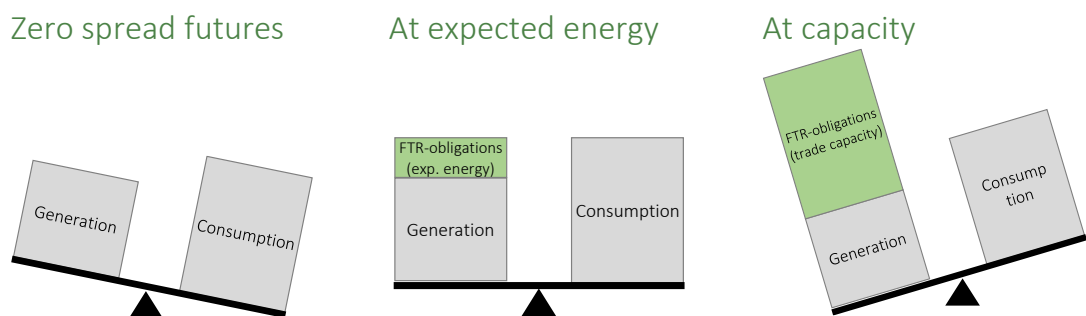 Zero spread futures
Generation
Consumption
At expected energy
FTR-obligations
(exp. energy)
Generation
Consumption
At capacity
FTR-obligations
(trade capacity)
Generation
Consump
tion